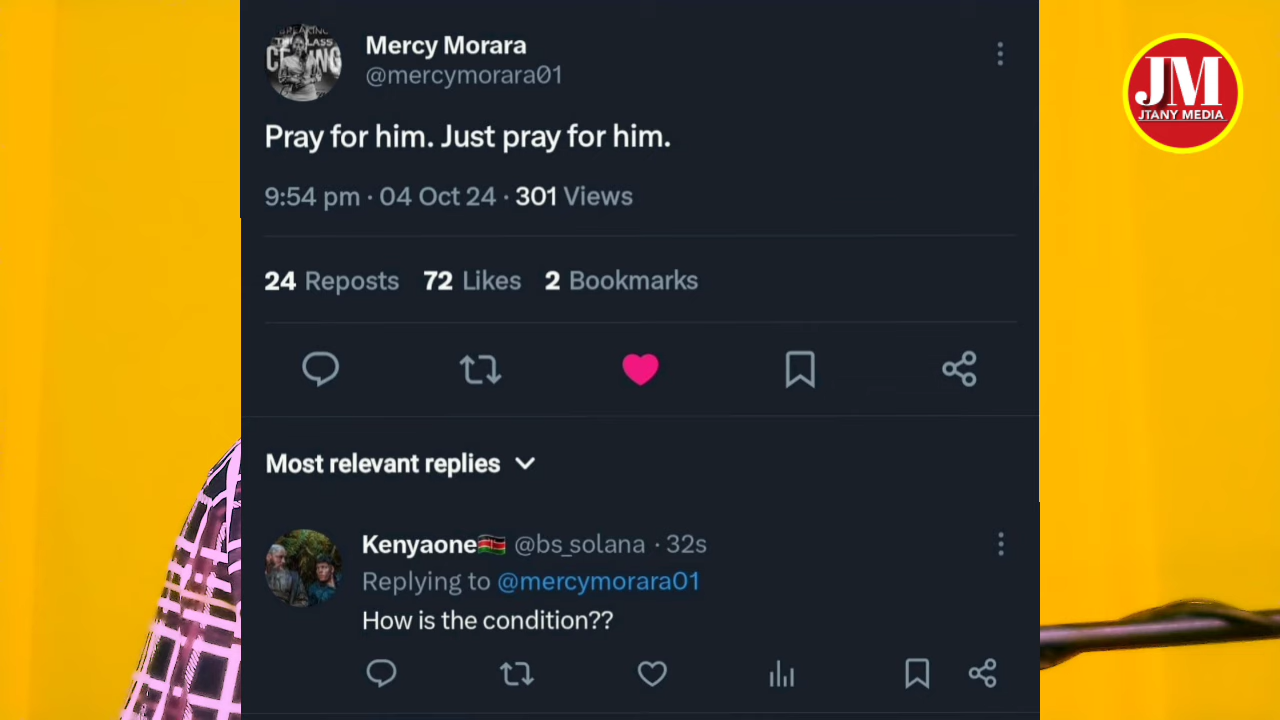 JM
JTANY MEDIA
Mercy Morara
@mercymorara01
Pray for him. Just pray for him.
9:54 pm · 04 Oct 24 · 301 Views
24 Reposts 72 Likes 2 Bookmarks
Most relevant replies
Kenyaone🇰🇪 @bs_solana · 32s
Replying to @mercymorara01
How is the condition??